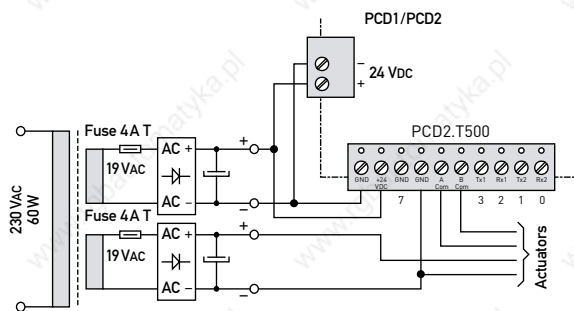 PCD1/PCD2
–
24 VDC
+
PCD2.T500
Fuse 4A T
AC +
+
19 VAC
AC –
–
GND +24 VDC GND GND A Com B Com Tx1 Rx1 Tx2 Rx2
7 3 2 1 0
230 VAC
60 W
Fuse 4A T
AC +
+
19 VAC
AC –
–
Actuators